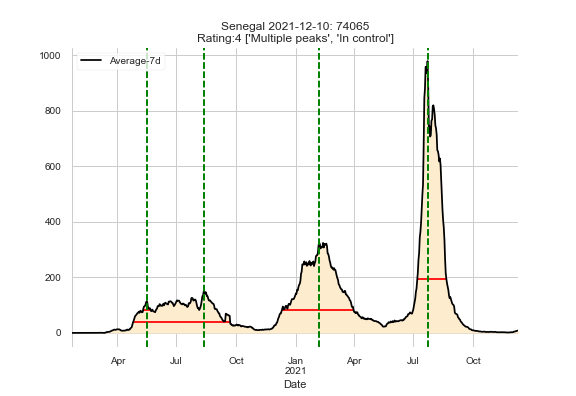 Senegal 2021-12-10: 74065
Rating:4 ['Multiple peaks', 'In control']
1000
Average-7d
800
600
400
200
0
Apr Jul Oct Jan Apr Jul Oct
2021
Date